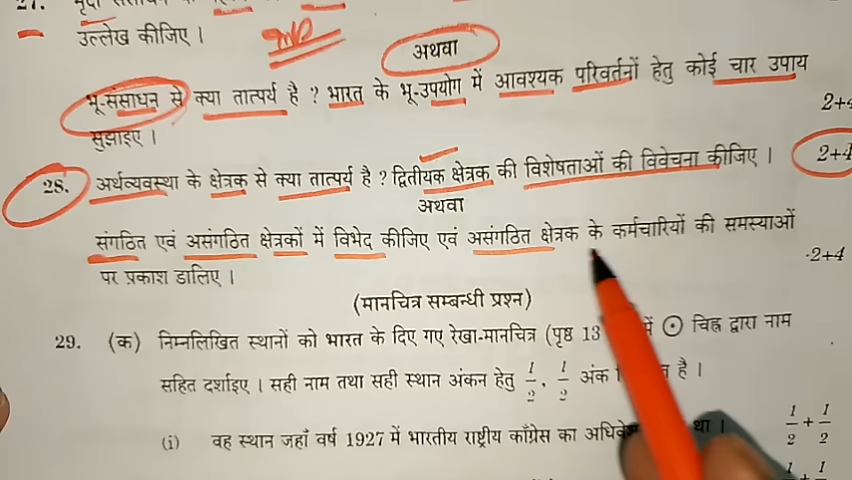 27. मृदा संसाधन
उल्लेख कीजिए ।
अथवा
भू-संसाधन से क्या तात्पर्य है ? भारत के भू-उपयोग में आवश्यक परिवर्तनों हेतु कोई चार उपाय
2+4
सुझाइए ।
28. अर्थव्यवस्था के क्षेत्रक से क्या तात्पर्य है ? द्वितीयक क्षेत्रक की विशेषताओं की विवेचना कीजिए । 2+4
अथवा
संगठित एवं असंगठित क्षेत्रकों में विभेद कीजिए एवं असंगठित क्षेत्रक के कर्मचारियों की समस्याओं
पर प्रकाश डालिए । 2+4
(मानचित्र सम्बन्धी प्रश्न)
29. (क) निम्नलिखित स्थानों को भारत के दिए गए रेखा-मानचित्र (पृष्ठ 13 में ⊙ चिह्न द्वारा नाम
सहित दर्शाइए । सही नाम तथा सही स्थान अंकन हेतु 1/2, 1/2 अंक है ।
(i) वह स्थान जहाँ वर्ष 1927 में भारतीय राष्ट्रीय काँग्रेस का था । 1/2 + 1/2